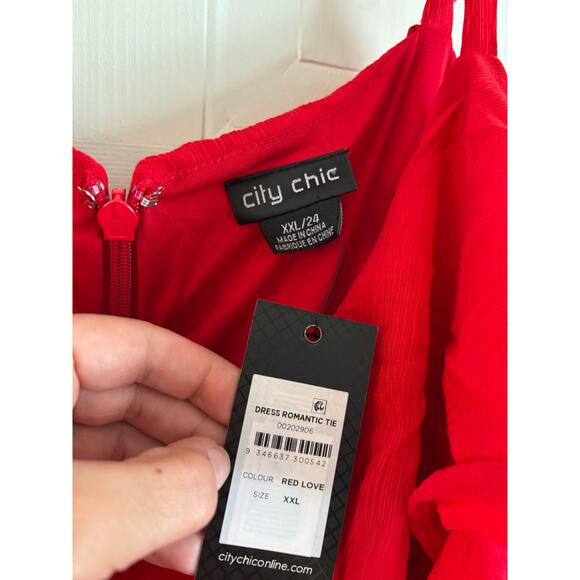 city chic
XXL/24
MADE IN CHINA
FABRIQUE EN CHINE
DRESS ROMANTIC TIE
00202906
9 346637 300542
COLOUR RED LOVE
SIZE XXL
citychiconline.com